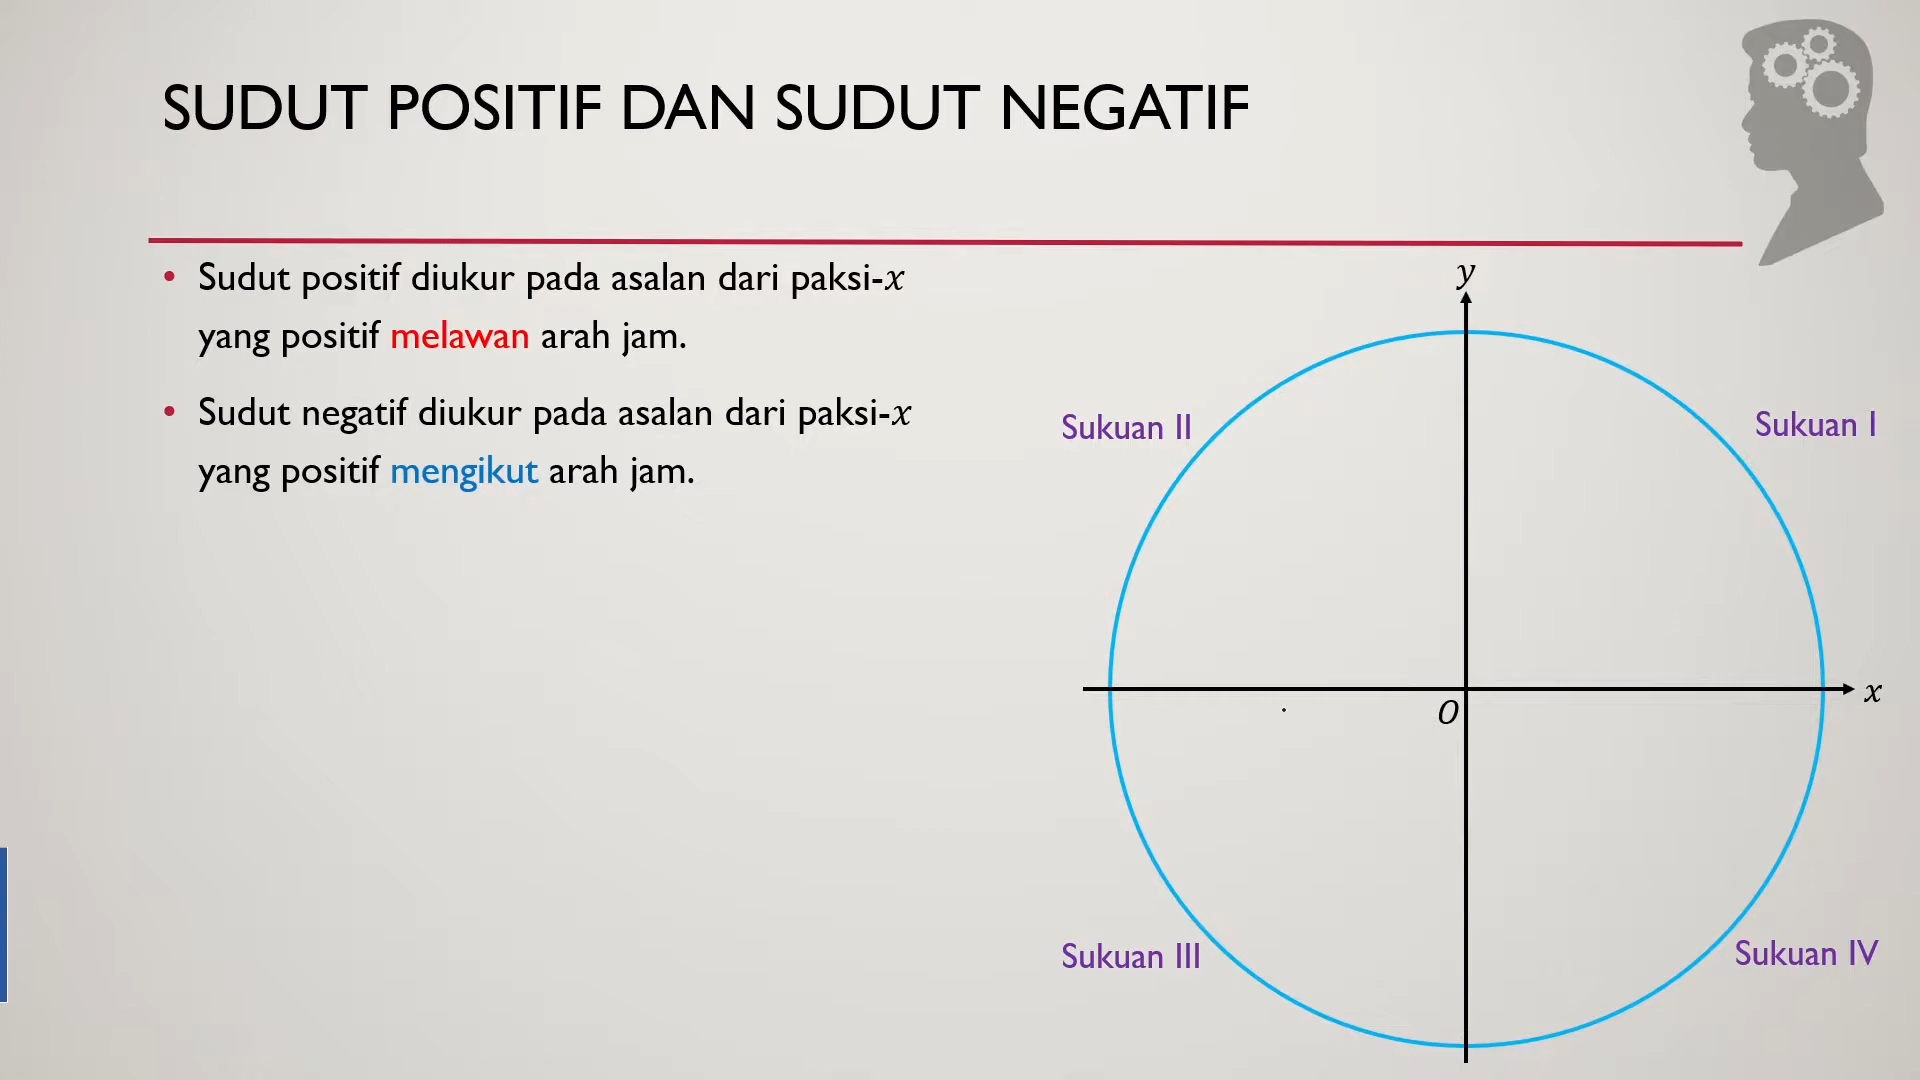 SUDUT POSITIF DAN SUDUT NEGATIF
• Sudut positif diukur pada asalan dari paksi-x
yang positif melawan arah jam.
• Sudut negatif diukur pada asalan dari paksi-x
yang positif mengikut arah jam.
y
Sukuan II
Sukuan I
x
O
Sukuan III
Sukuan IV